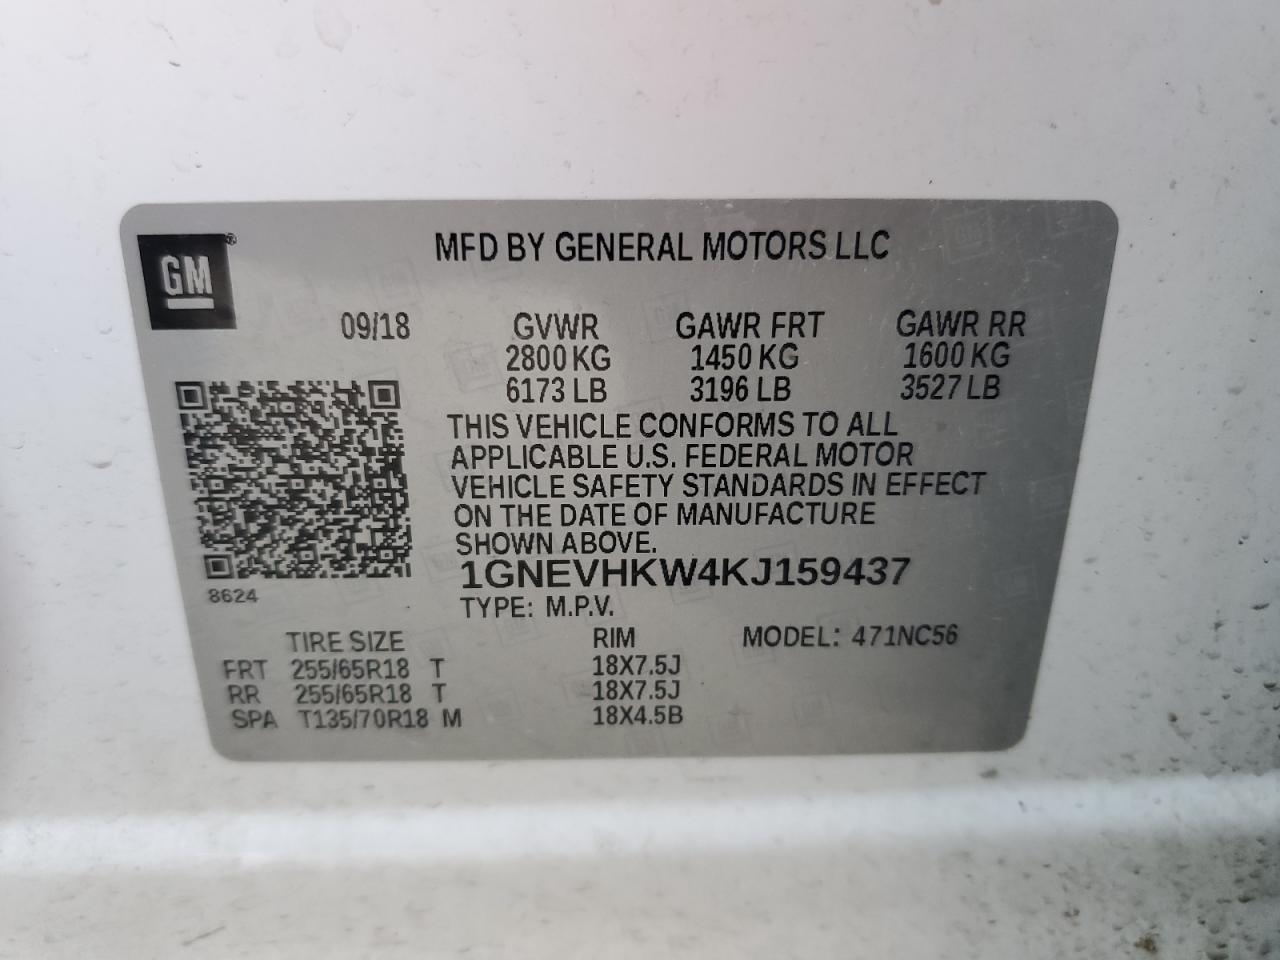 MFD BY GENERAL MOTORS LLC
GM ®
09/18 GVWR GAWR FRT GAWR RR
2800 KG 1450 KG 1600 KG
6173 LB 3196 LB 3527 LB
THIS VEHICLE CONFORMS TO ALL
APPLICABLE U.S. FEDERAL MOTOR
VEHICLE SAFETY STANDARDS IN EFFECT
ON THE DATE OF MANUFACTURE
SHOWN ABOVE.
1GNEVHKW4KJ159437
8624
TYPE: M.P.V.
TIRE SIZE RIM MODEL: 471NC56
FRT 255/65R18 T 18X7.5J
RR 255/65R18 T 18X7.5J
SPA T135/70R18 M 18X4.5B